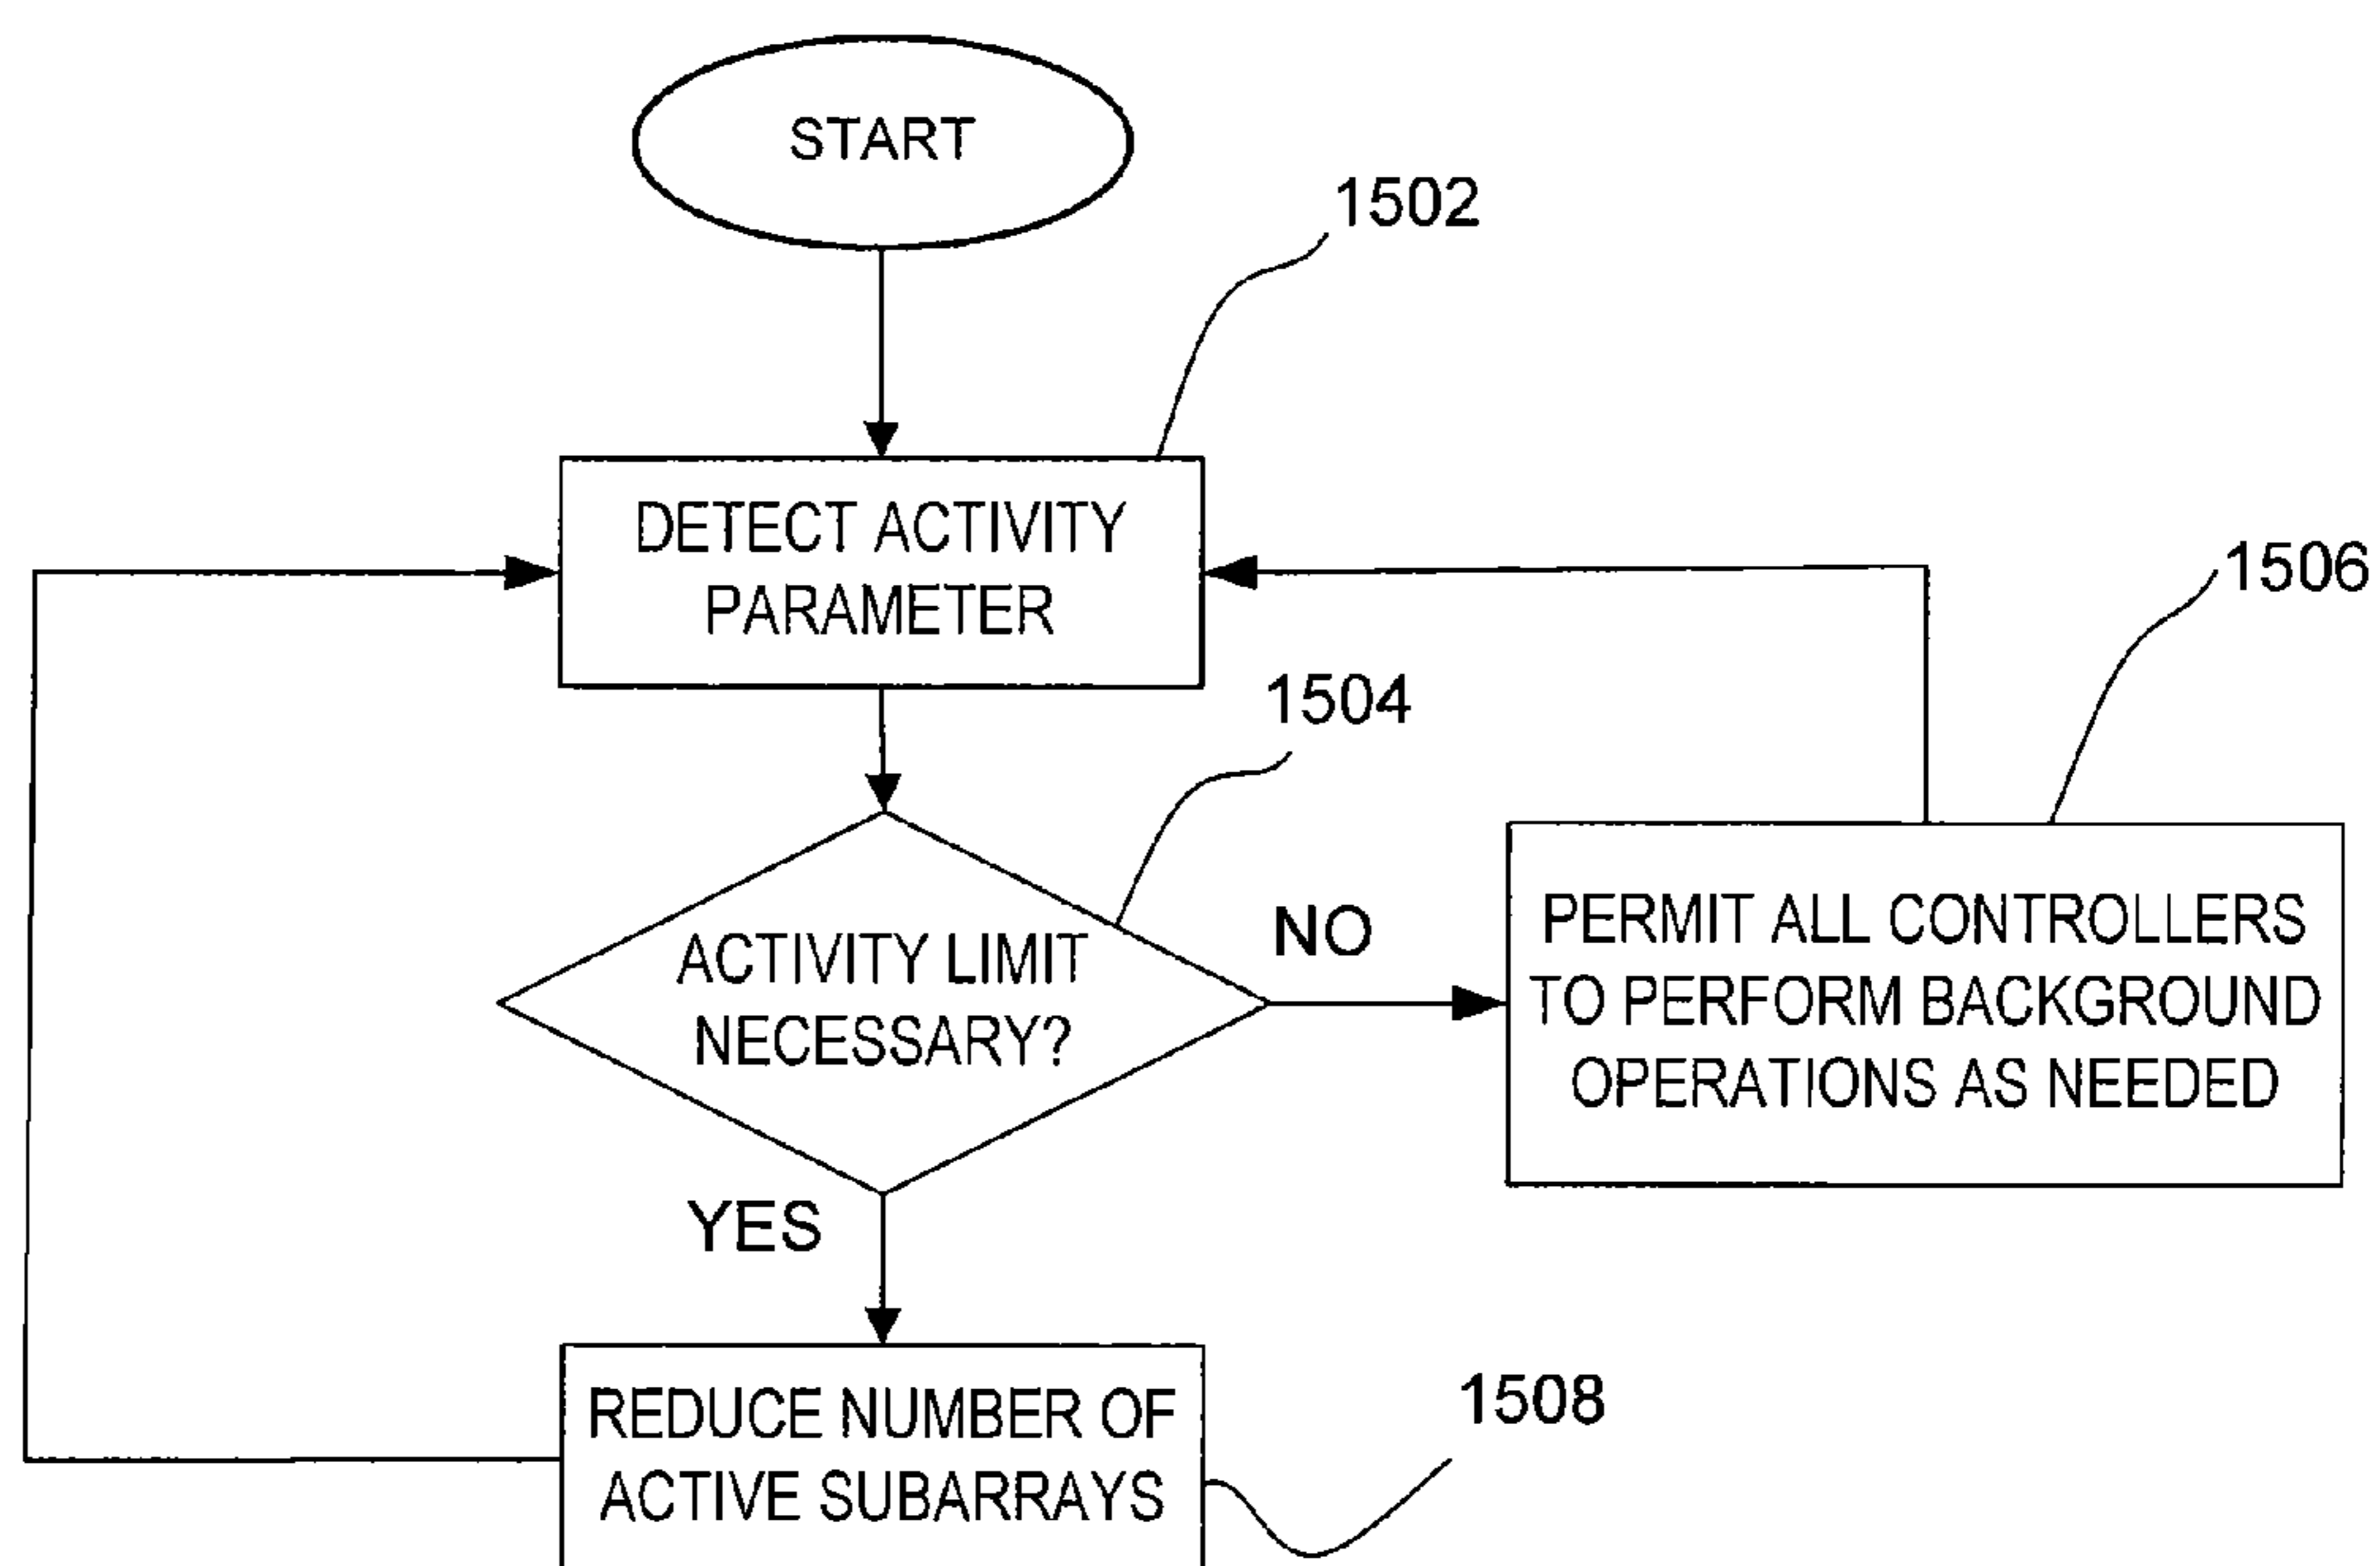 START
1502
DETECT ACTIVITY
PARAMETER
1506
1504
ACTIVITY LIMIT
NECESSARY?
NO
PERMIT ALL CONTROLLERS
TO PERFORM BACKGROUND
OPERATIONS AS NEEDED
YES
REDUCE NUMBER OF
ACTIVE SUBARRAYS
1508